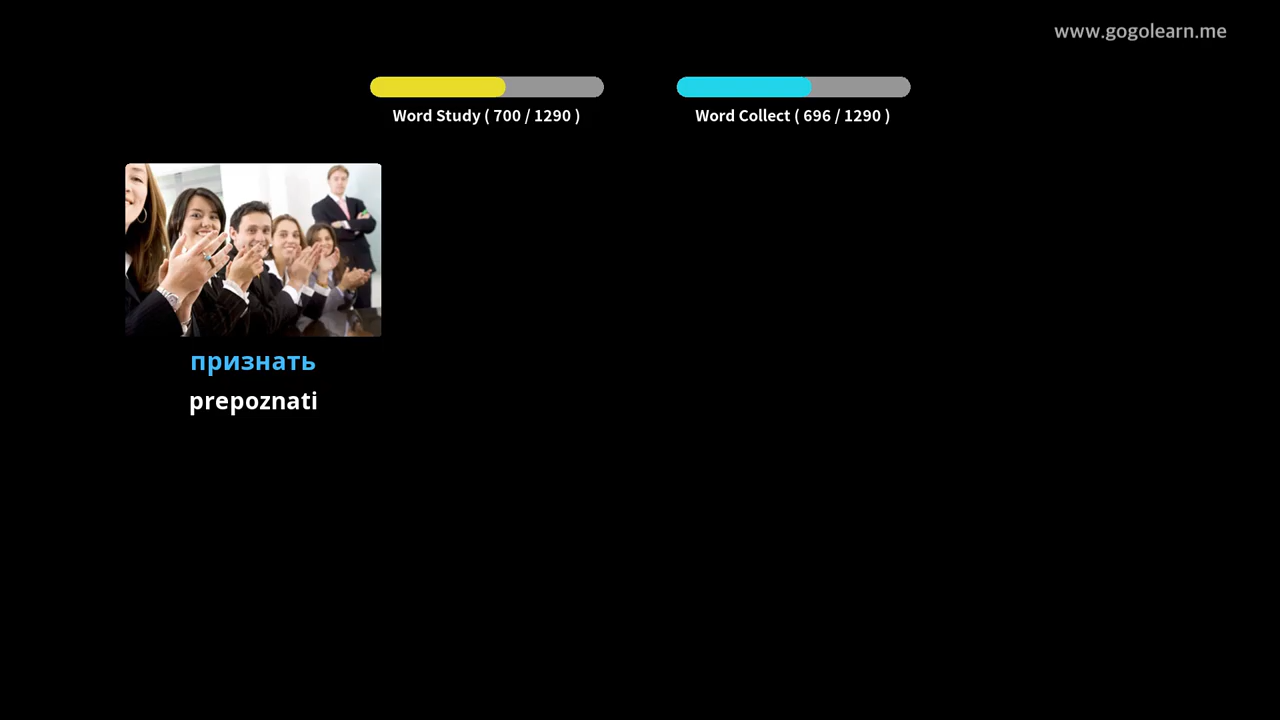 www.gogolearn.me
Word Study ( 700 / 1290 )
Word Collect ( 696 / 1290 )
признать
prepoznati